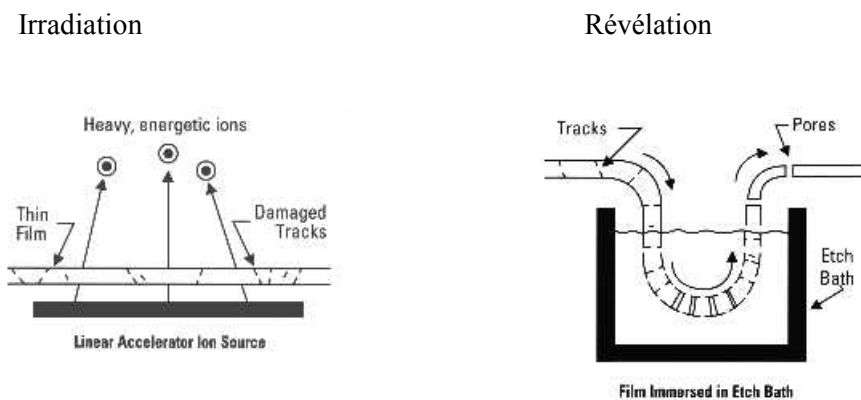 Irradiation
Révélation
Heavy, energetic ions
Thin
Film
Damaged
Tracks
Linear Accelerator Ion Source
Tracks
Pores
Etch
Bath
Film Immersed in Etch Bath